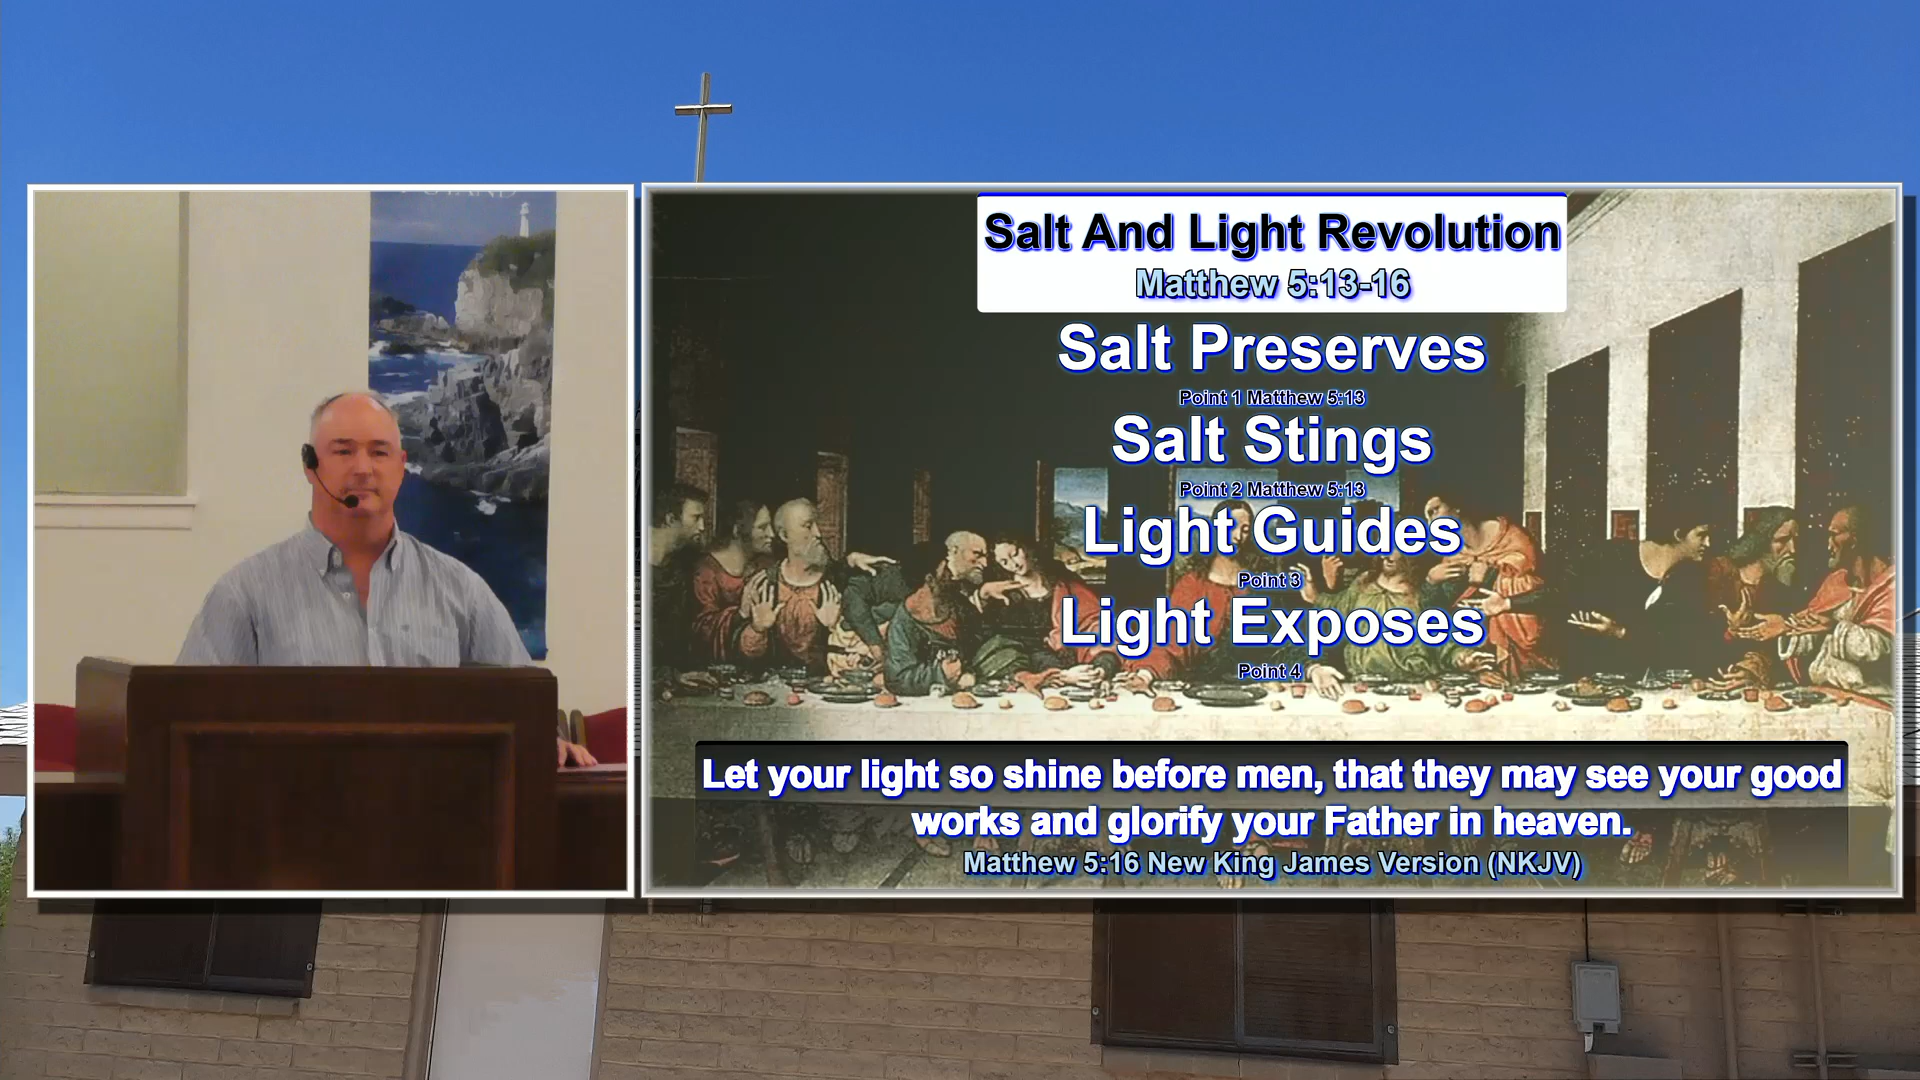 Salt And Light Revolution
Matthew 5:13-16
Salt Preserves
Point 1 Matthew 5:13
Salt Stings
Point 2 Matthew 5:13
Light Guides
Point 3
Light Exposes
Point 4
Let your light so shine before men, that they may see your good
works and glorify your Father in heaven.
Matthew 5:16 New King James Version (NKJV)